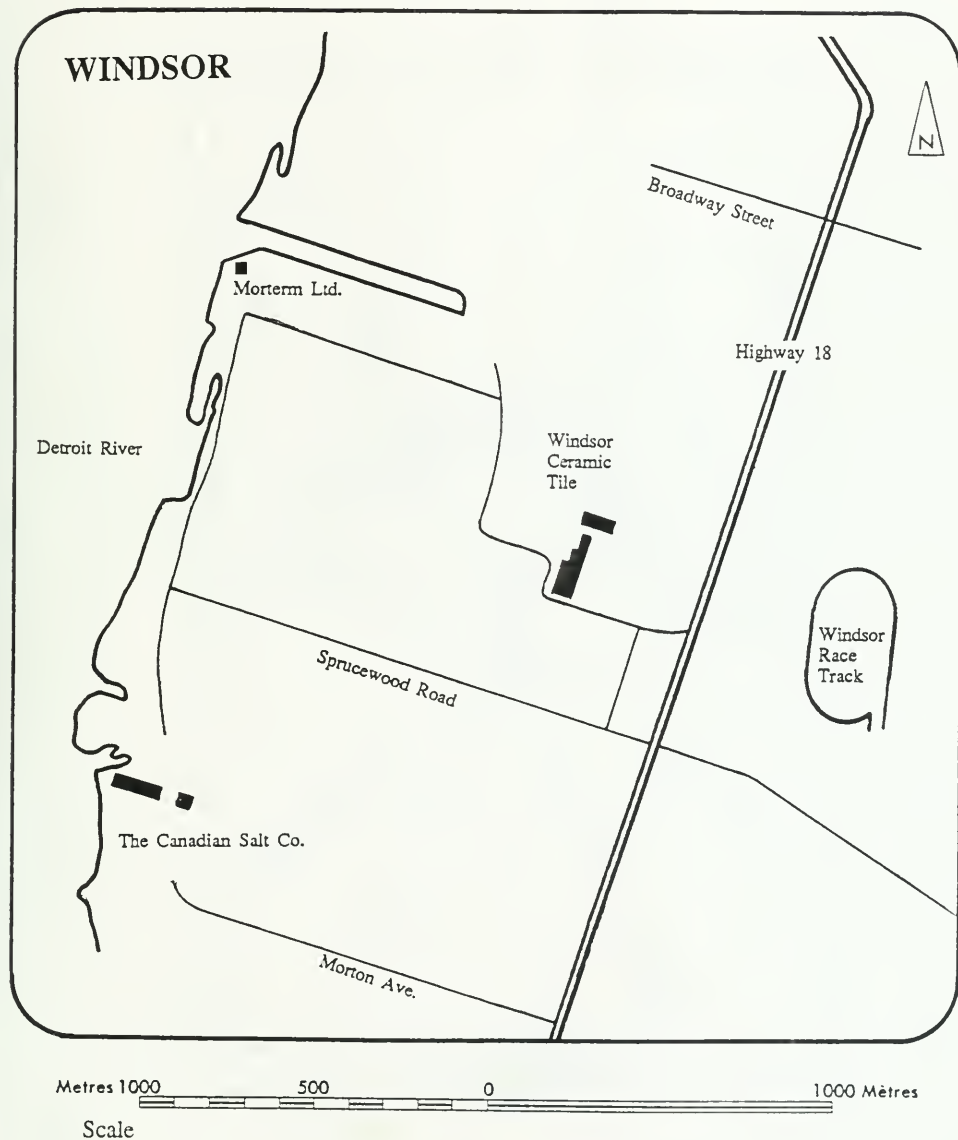 WINDSOR
N
Broadway Street
Morterm Ltd.
Highway 18
Detroit River
Windsor
Ceramic
Tile
Windsor
Race
Track
Sprucewood Road
The Canadian Salt Co.
Morton Ave.
Metres 1000 500 0 1000 Mètres
Scale